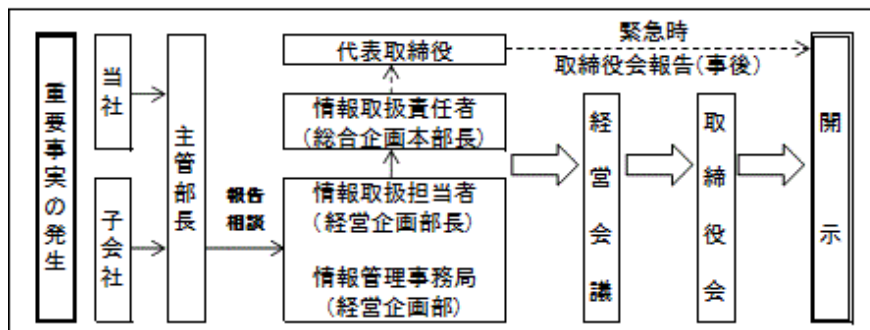 重要事実の発生
当社
子会社
主管部長
報告
相談
代表取締役
情報取扱責任者
(総合企画本部長)
情報取扱担当者
(経営企画部長)
情報管理事務局
(経営企画部)
緊急時
取締役会報告(事後)
経営会議
取締役会
開示